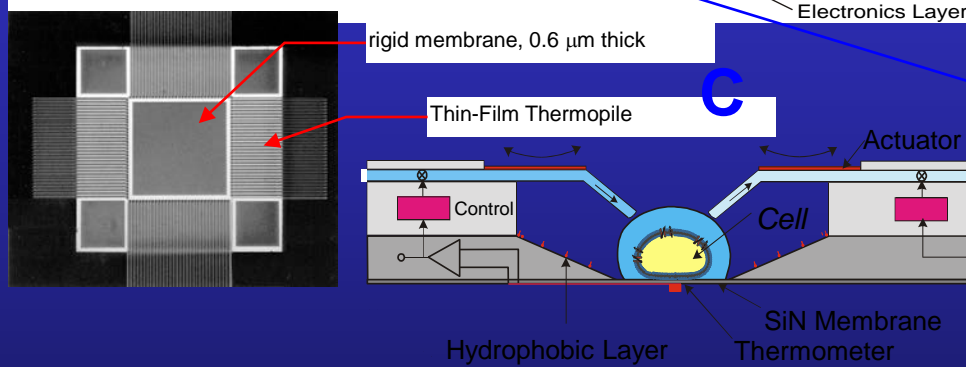 Electronics Layer
rigid membrane, 0.6 μm thick
C
Thin-Film Thermopile
Actuator
Control
Cell
SiN Membrane
Hydrophobic Layer
Thermometer